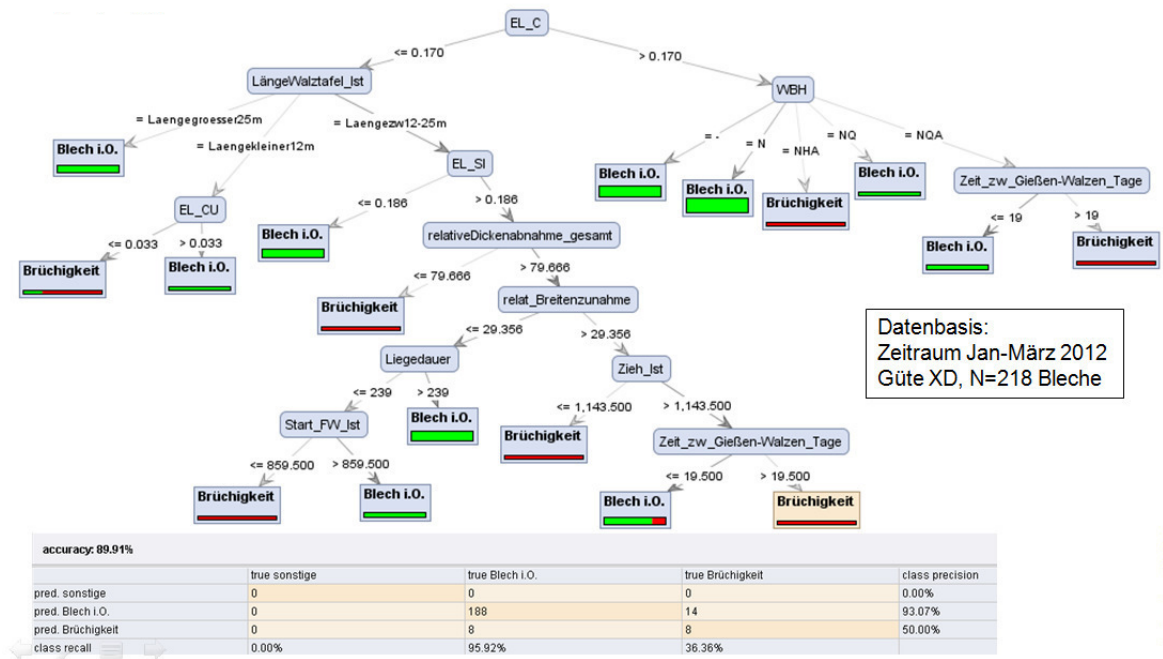 EL_C
<= 0.170
> 0.170
LängeWalztafel_Ist
WBH
= Laengegroesser25m
= Laengekleiner12m
= Laengezw12-25m
= -
= N
= NHA
= NQ
= NQA
Blech i.O.
EL_SI
Blech i.O.
Blech i.O.
Brüchigkeit
Blech i.O.
Zeit_zw_Gießen-Walzen_Tage
EL_CU
<= 0.186
> 0.186
<= 19
> 19
<= 0.033
> 0.033
Blech i.O.
relativeDickenabnahme_gesamt
Blech i.O.
Brüchigkeit
Brüchigkeit
Blech i.O.
<= 79.666
> 79.666
Brüchigkeit
relat_Breitenzunahme
<= 29.356
> 29.356
Datenbasis:
Zeitraum Jan-März 2012
Güte XD, N=218 Bleche
Liegedauer
Zieh_Ist
<= 239
> 239
<= 1,143.500
> 1,143.500
Start_FW_Ist
Blech i.O.
Brüchigkeit
Zeit_zw_Gießen-Walzen_Tage
<= 859.500
> 859.500
<= 19.500
> 19.500
Brüchigkeit
Blech i.O.
Blech i.O.
Brüchigkeit
accuracy: 89.91%
true sonstige true Blech i.O. true Brüchigkeit class precision
pred. sonstige 0 0 0 0.00%
pred. Blech i.O. 0 188 14 93.07%
pred. Brüchigkeit 0 8 8 50.00%
class recall 0.00% 95.92% 36.36%